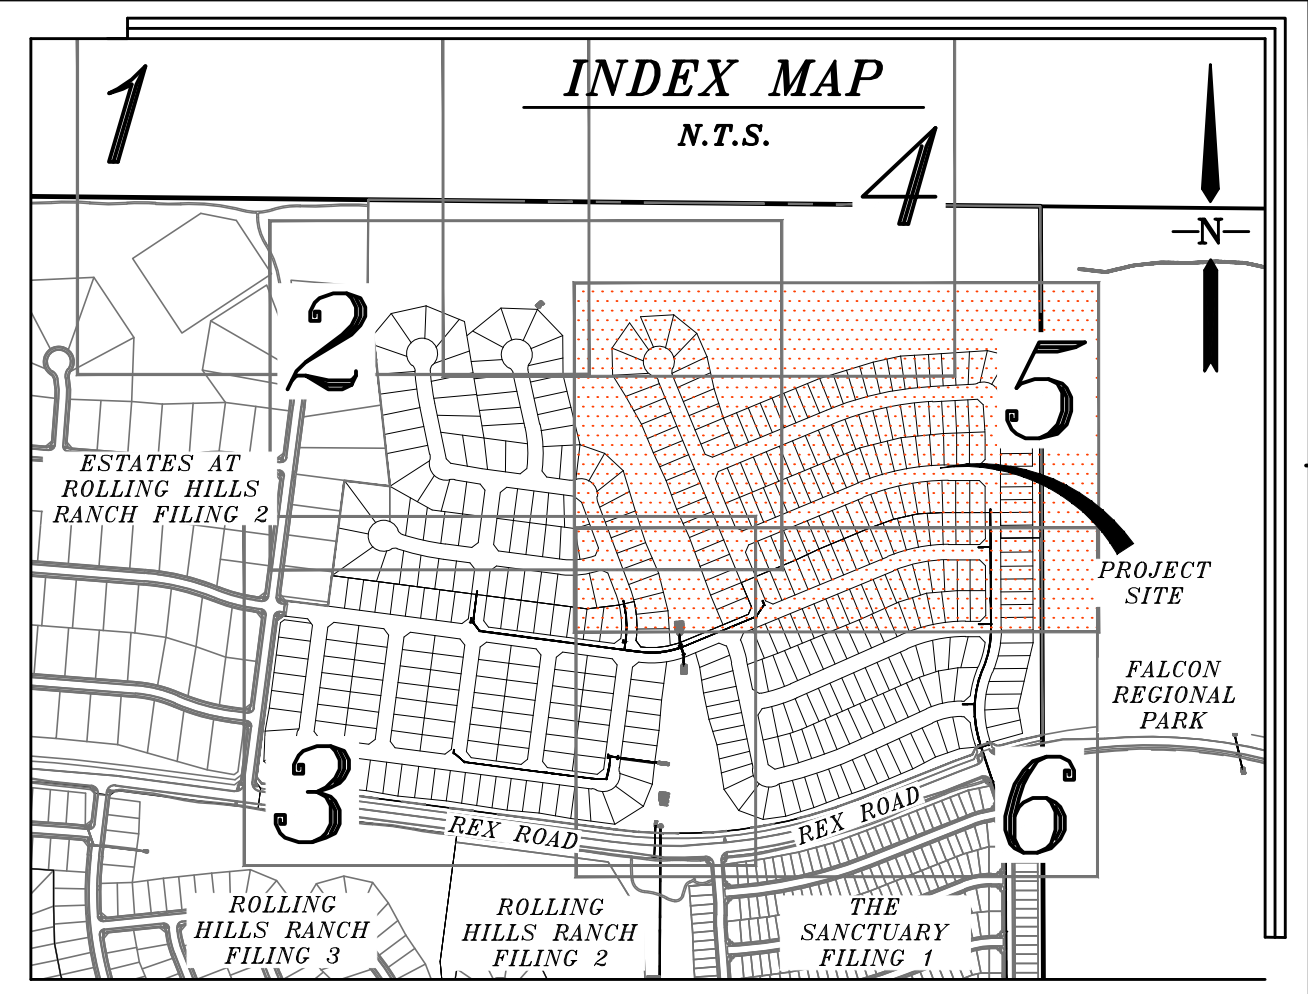 INDEX MAP
N.T.S.
1
4
N
2
5
ESTATES AT
ROLLING HILLS
RANCH FILING 2
PROJECT
SITE
FALCON
REGIONAL
PARK
3
6
REX ROAD
REX ROAD
ROLLING
HILLS RANCH
FILING 3
ROLLING
HILLS RANCH
FILING 2
THE
SANCTUARY
FILING 1